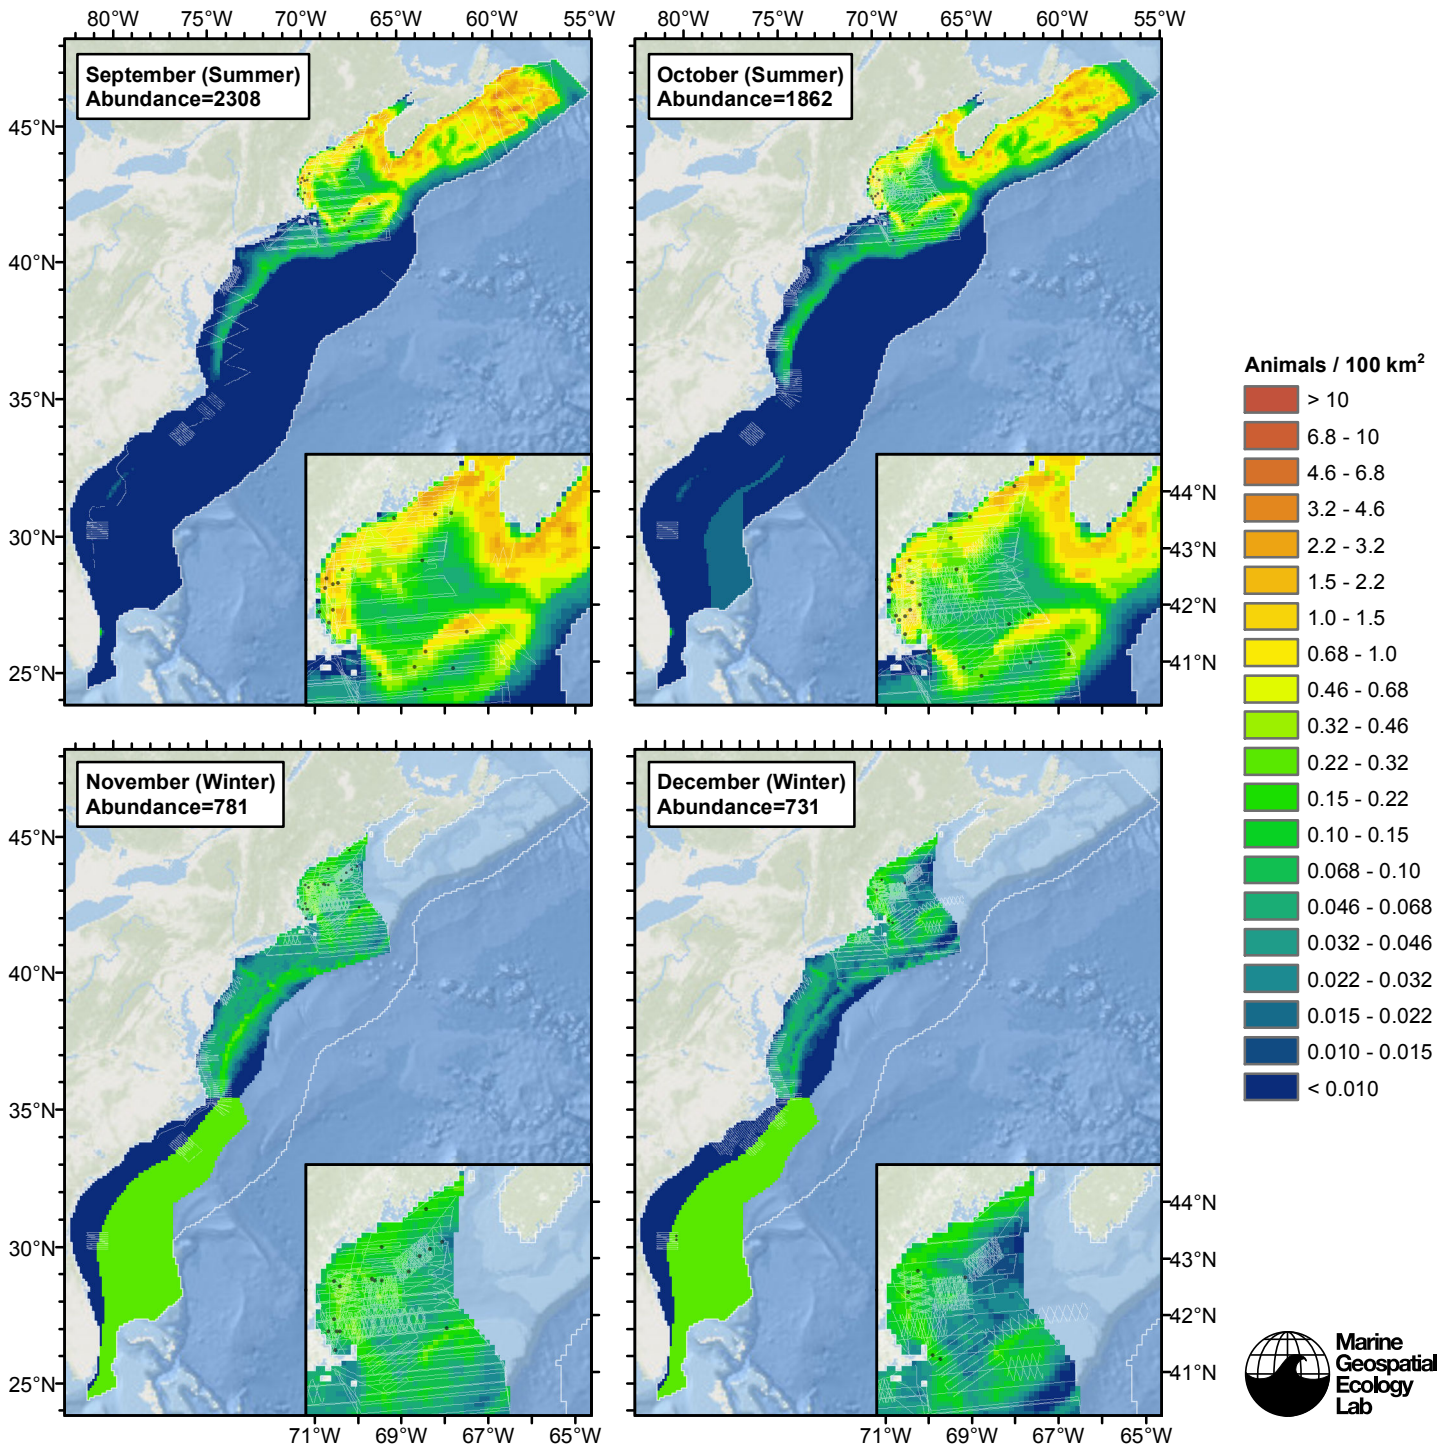 80°W 75°W 70°W 65°W 60°W 55°W
80°W 75°W 70°W 65°W 60°W 55°W
September (Summer)
Abundance=2308
October (Summer)
Abundance=1862
45°N
40°N
35°N
30°N
25°N
44°N
43°N
42°N
41°N
November (Winter)
Abundance=781
December (Winter)
Abundance=731
45°N
40°N
35°N
30°N
25°N
44°N
43°N
42°N
41°N
71°W 69°W 67°W 65°W
71°W 69°W 67°W 65°W
Animals / 100 km²
> 10
6.8 - 10
4.6 - 6.8
3.2 - 4.6
2.2 - 3.2
1.5 - 2.2
1.0 - 1.5
0.68 - 1.0
0.46 - 0.68
0.32 - 0.46
0.22 - 0.32
0.15 - 0.22
0.10 - 0.15
0.068 - 0.10
0.046 - 0.068
0.032 - 0.046
0.022 - 0.032
0.015 - 0.022
0.010 - 0.015
< 0.010
Marine
Geospatial
Ecology
Lab